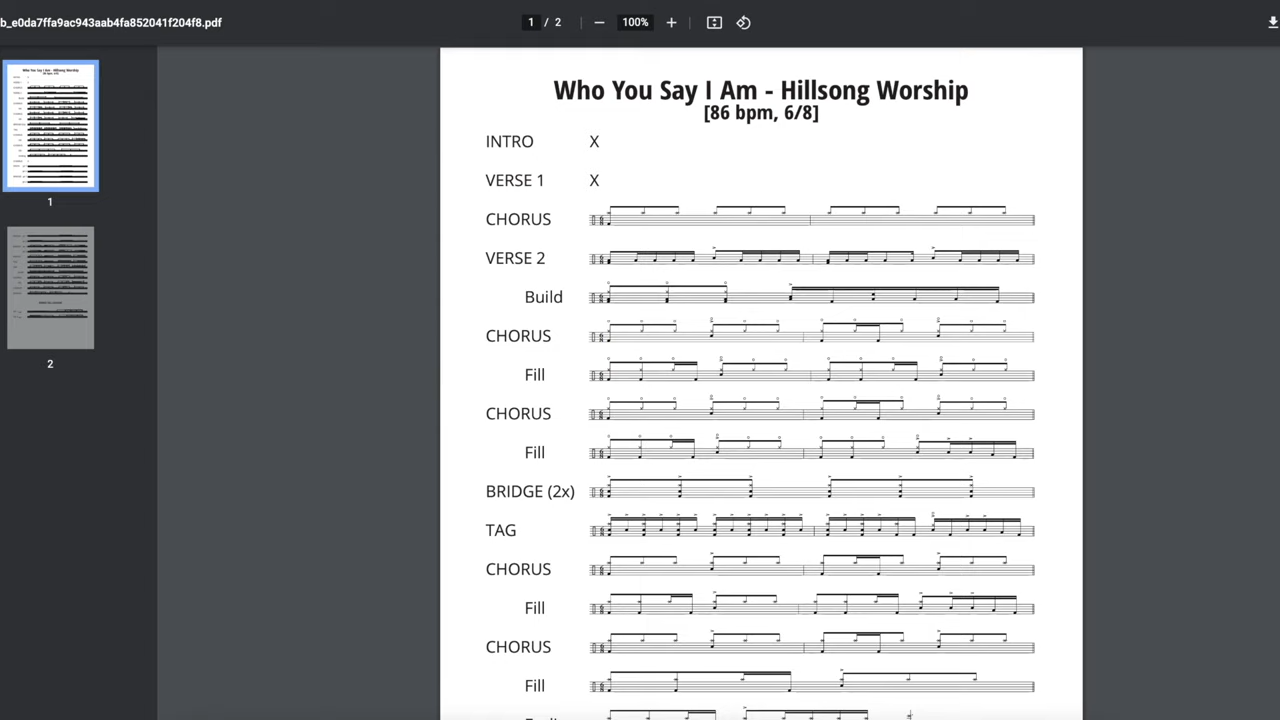 b_e0da7ffa9ac943aab4fa852041f204f8.pdf
1 / 2 − 100% +
Who You Say I Am - Hillsong Worship
[86 bpm, 6/8]
INTRO X
VERSE 1 X
CHORUS
VERSE 2
Build
CHORUS
Fill
CHORUS
Fill
BRIDGE (2x)
TAG
CHORUS
Fill
CHORUS
Fill
1
2